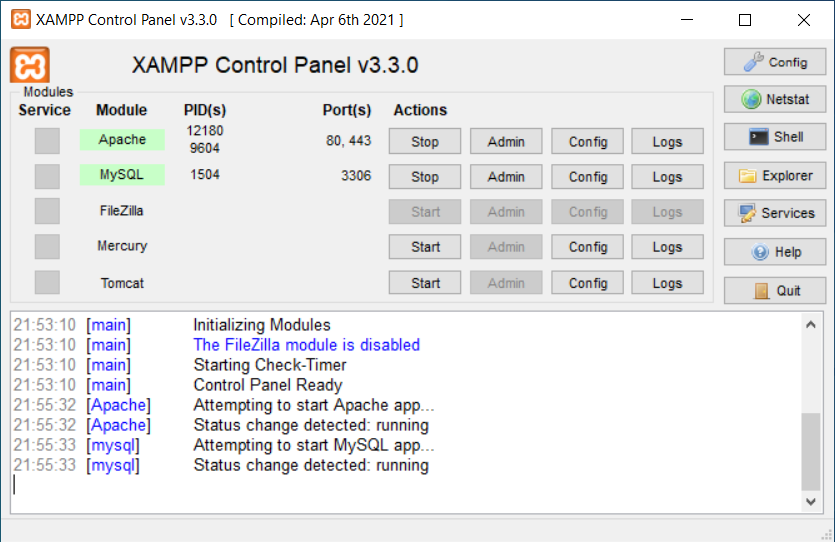 XAMPP Control Panel v3.3.0 [ Compiled: Apr 6th 2021 ]
XAMPP Control Panel v3.3.0
Config
Modules
Service Module PID(s) Port(s) Actions
Netstat
Apache 12180 9604 80, 443 Stop Admin Config Logs
Shell
MySQL 1504 3306 Stop Admin Config Logs
Explorer
FileZilla Start Admin Config Logs
Services
Mercury Start Admin Config Logs
Help
Tomcat Start Admin Config Logs
Quit
21:53:10 [main] Initializing Modules
21:53:10 [main] The FileZilla module is disabled
21:53:10 [main] Starting Check-Timer
21:53:10 [main] Control Panel Ready
21:55:32 [Apache] Attempting to start Apache app...
21:55:32 [Apache] Status change detected: running
21:55:33 [mysql] Attempting to start MySQL app...
21:55:33 [mysql] Status change detected: running